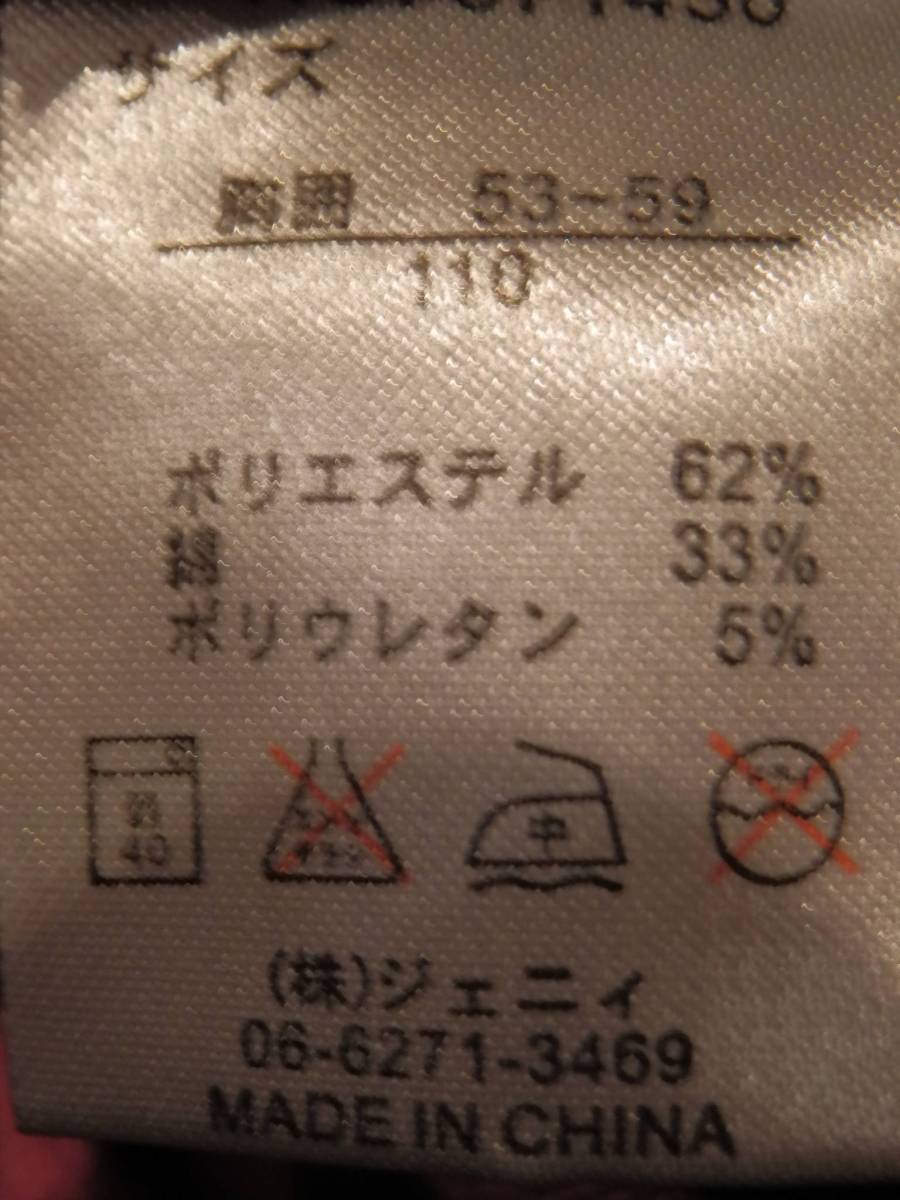 サイズ
胸囲 53-59
110
ポリエステル 62%
綿 33%
ポリウレタン 5%
40
中
(株)ジェニィ
06-6271-3469
MADE IN CHINA